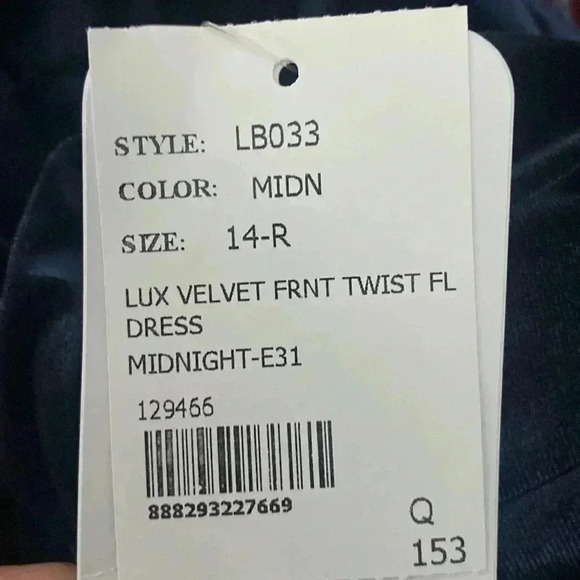 STYLE: LB033
COLOR: MIDN
SIZE: 14-R
LUX VELVET FRNT TWIST FL
DRESS
MIDNIGHT-E31
129466
888293227669
Q
153